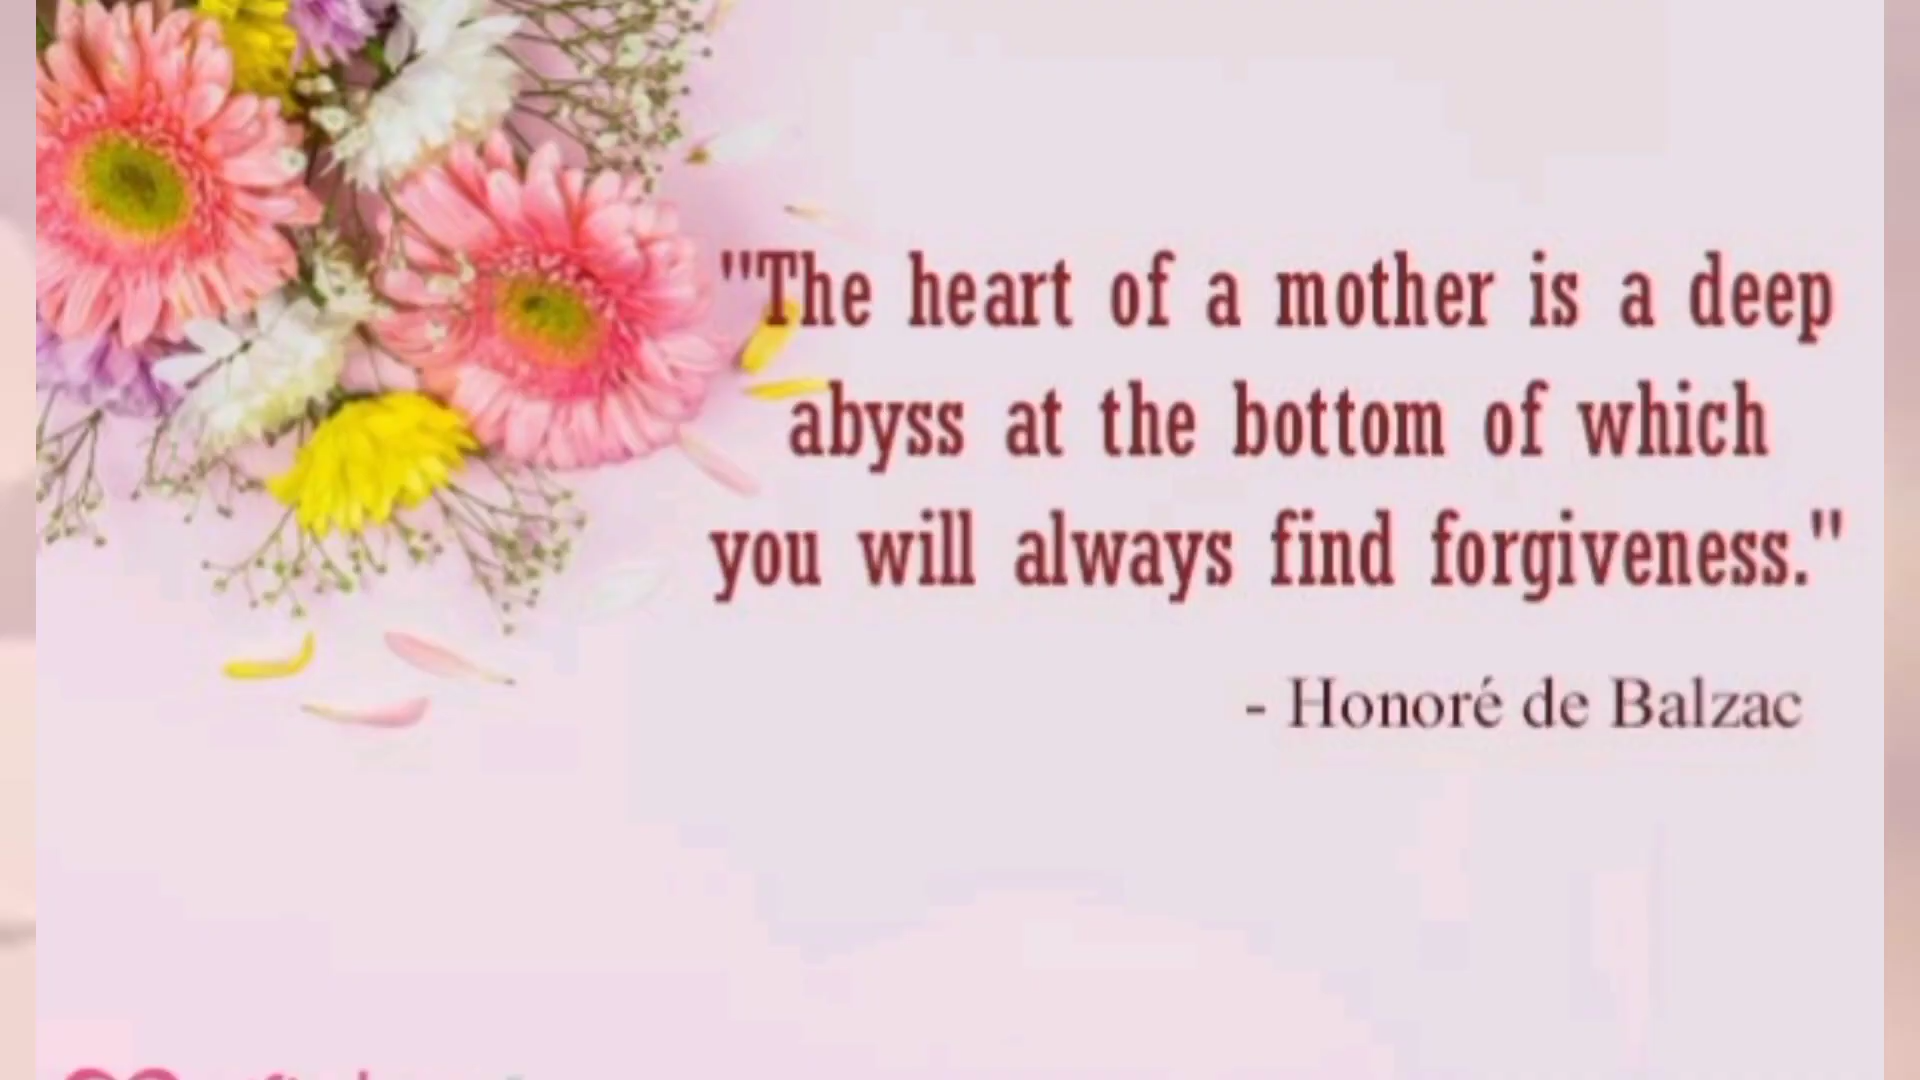 "The heart of a mother is a deep
abyss at the bottom of which
you will always find forgiveness."
- Honoré de Balzac